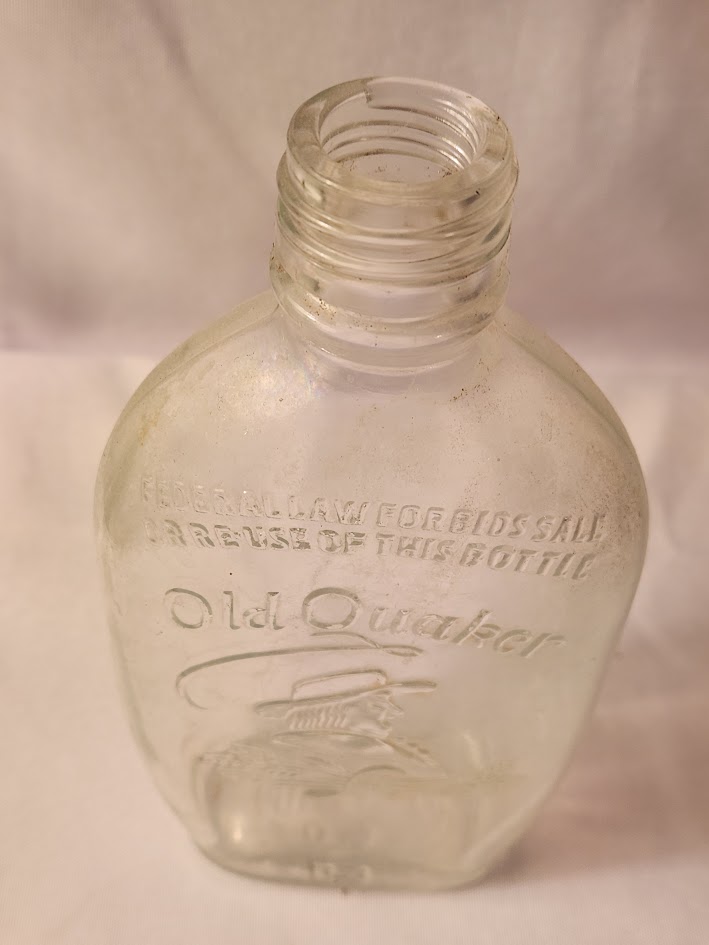 FEDERAL LAW FORBIDS SALE
OR RE-USE OF THIS BOTTLE
Old Quaker